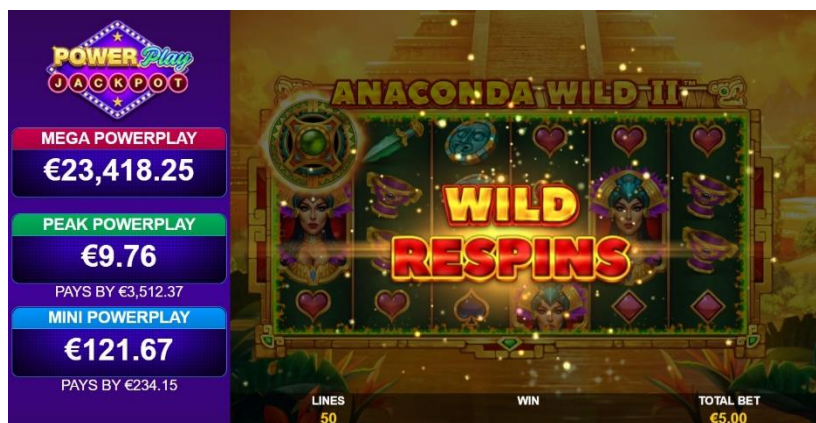 POWER Play
JACKPOT
MEGA POWERPLAY
€23,418.25
PEAK POWERPLAY
€9.76
PAYS BY €3,512.37
MINI POWERPLAY
€121.67
PAYS BY €234.15
ANACONDA WILD II™
WILD
RESPINS
LINES
50
WIN
TOTAL BET
€5.00